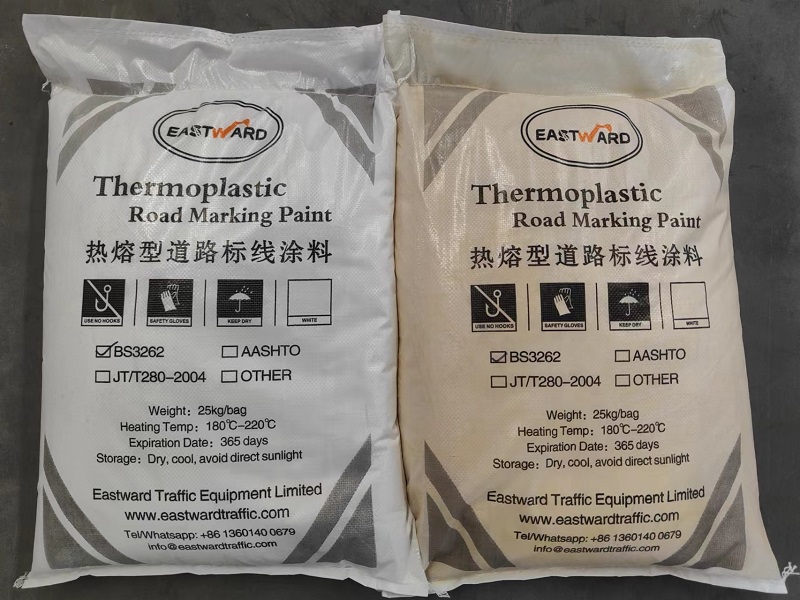 EASTWARD
Thermoplastic
Road Marking Paint
热熔型道路标线涂料
USE NO HOOKS
SAFETY GLOVES
KEEP DRY
WHITE
BS3262
AASHTO
JT/T280-2004
OTHER
Weight: 25kg/bag
Heating Temp: 180℃-220℃
Expiration Date: 365 days
Storage: Dry, cool, avoid direct sunlight
Eastward Traffic Equipment Limited
www.eastwardtraffic.com
Tel/Whatsapp: +86 1360140 0679
info@eastwardtraffic.com
EASTWARD
Thermoplastic
Road Marking Paint
热熔型道路标线涂料
USE NO HOOKS
SAFETY GLOVES
KEEP DRY
WHITE
BS3262
AASHTO
JT/T280-2004
OTHER
Weight: 25kg/bag
Heating Temp: 180℃-220℃
Expiration Date: 365 days
Storage: Dry, cool, avoid direct sunlight
Eastward Traffic Equipment Limited
www.eastwardtraffic.com
Tel/Whatsapp: +86 1360140 0679
info@eastwardtraffic.com